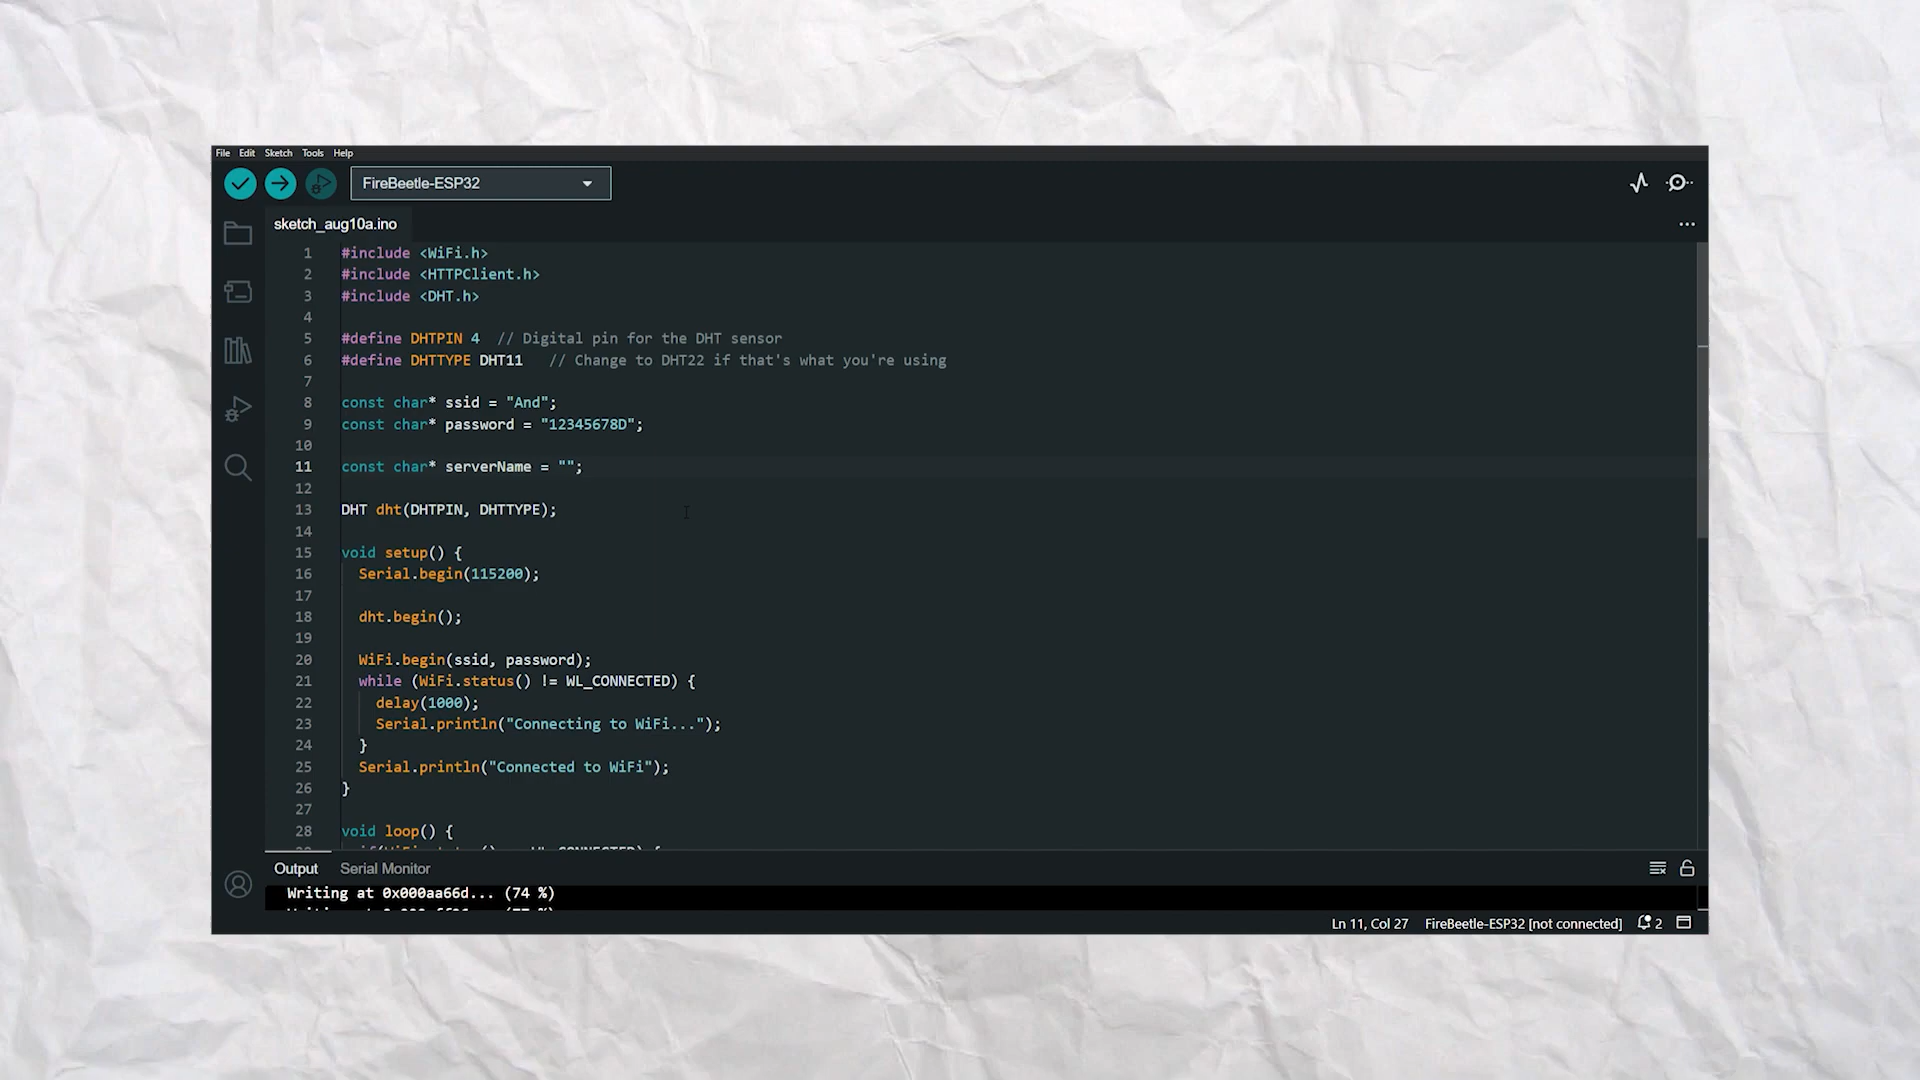 File Edit Sketch Tools Help
FireBeetle-ESP32
sketch_aug10a.ino
1 #include <WiFi.h>
2 #include <HTTPClient.h>
3 #include <DHT.h>
4
5 #define DHTPIN 4 // Digital pin for the DHT sensor
6 #define DHTTYPE DHT11 // Change to DHT22 if that's what you're using
7
8 const char* ssid = "And";
9 const char* password = "12345678D";
10
11 const char* serverName = "";
12
13 DHT dht(DHTPIN, DHTTYPE);
14
15 void setup() {
16 Serial.begin(115200);
17
18 dht.begin();
19
20 WiFi.begin(ssid, password);
21 while (WiFi.status() != WL_CONNECTED) {
22 delay(1000);
23 Serial.println("Connecting to WiFi...");
24 }
25 Serial.println("Connected to WiFi");
26 }
27
28 void loop() {
Output Serial Monitor
Writing at 0x000aa66d... (74 %)
Ln 11, Col 27 FireBeetle-ESP32 [not connected] 2